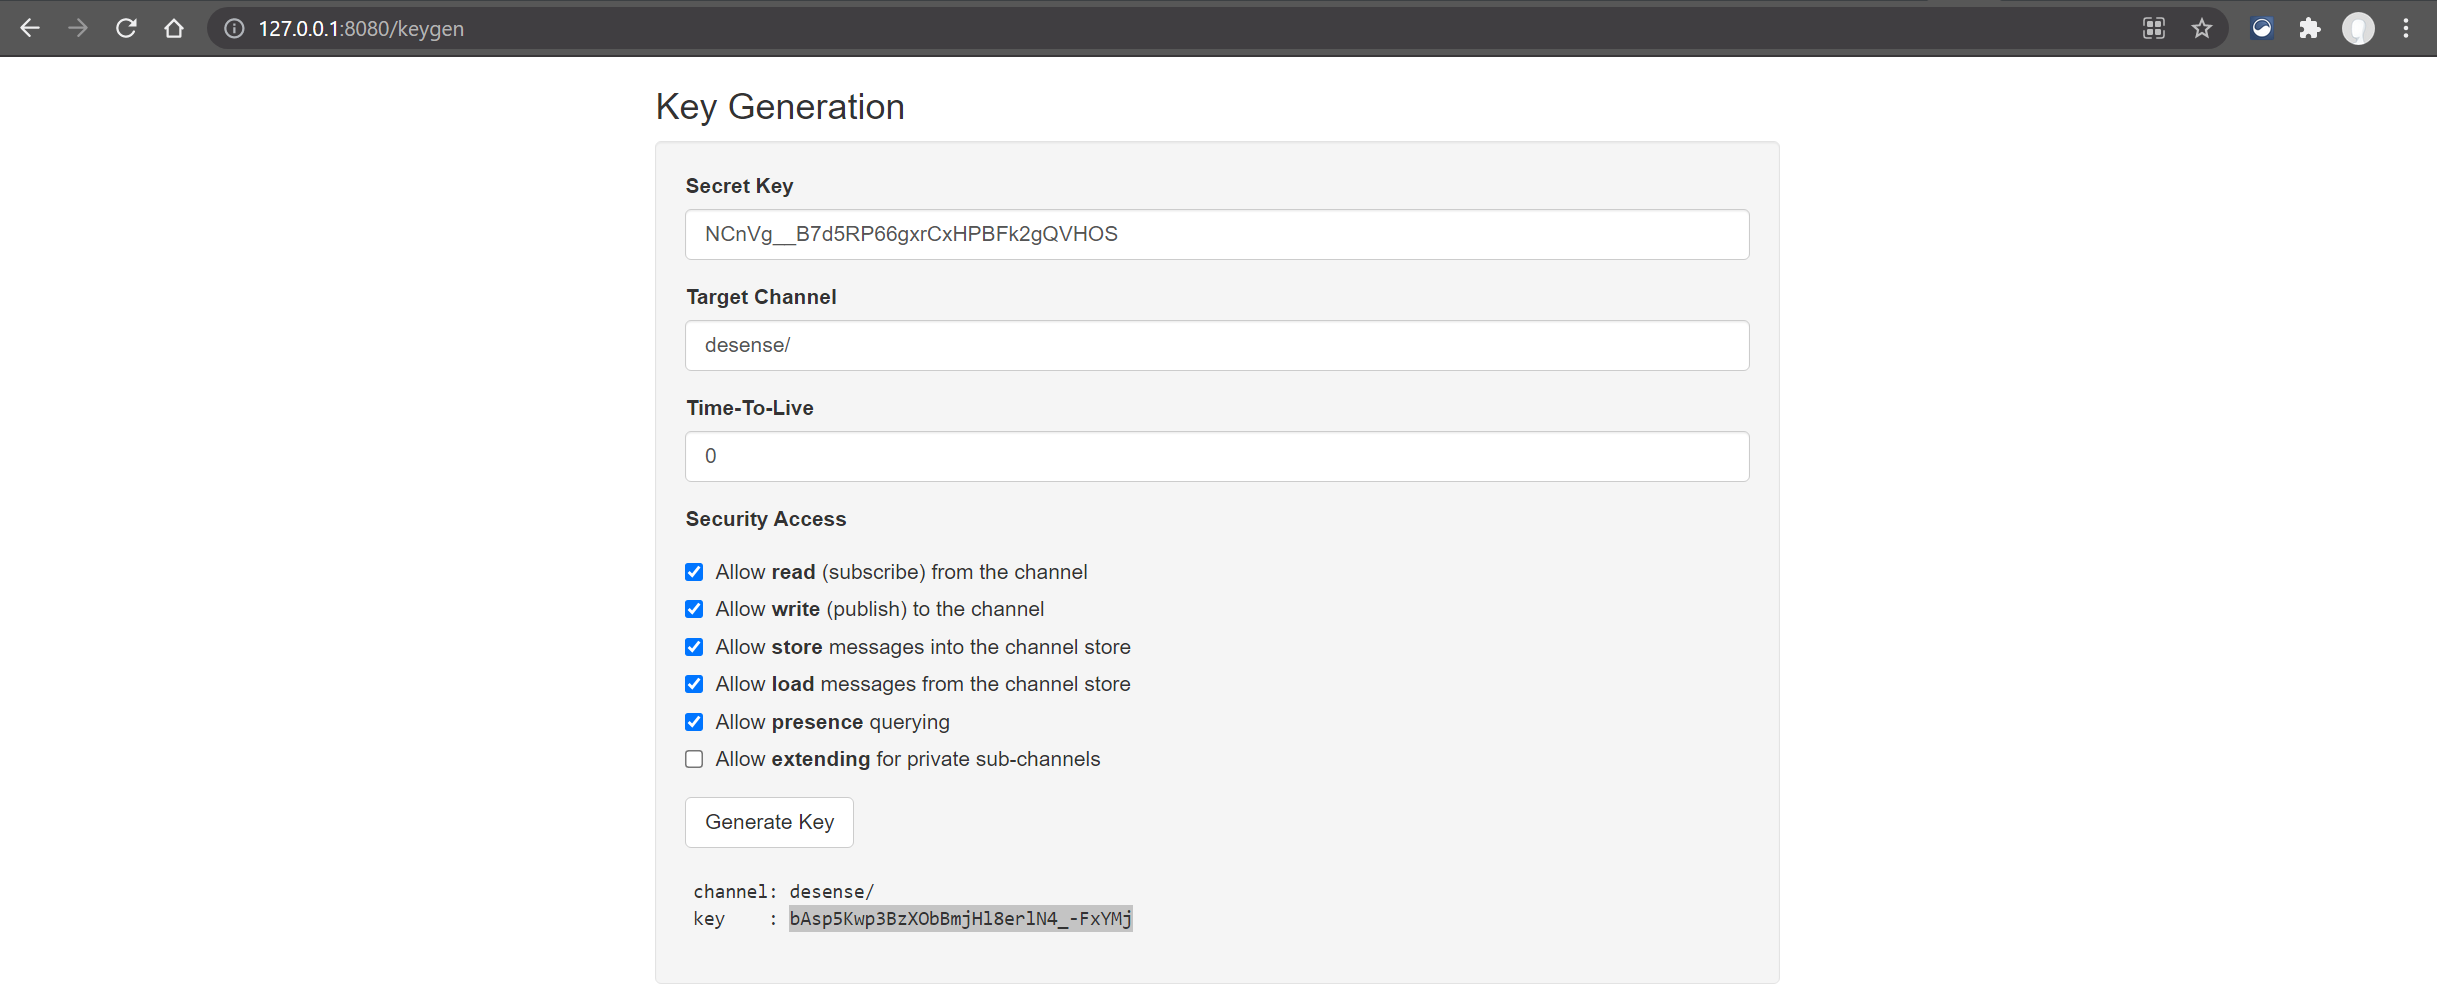 127.0.0.1:8080/keygen
Key Generation
Secret Key
NCnVg__B7d5RP66gxrCxHPBFk2gQVHOS
Target Channel
desense/
Time-To-Live
0
Security Access
Allow read (subscribe) from the channel
Allow write (publish) to the channel
Allow store messages into the channel store
Allow load messages from the channel store
Allow presence querying
Allow extending for private sub-channels
Generate Key
channel: desense/
key    : bAsp5Kwp3BzXObBmjHl8erlN4_-FxYMj